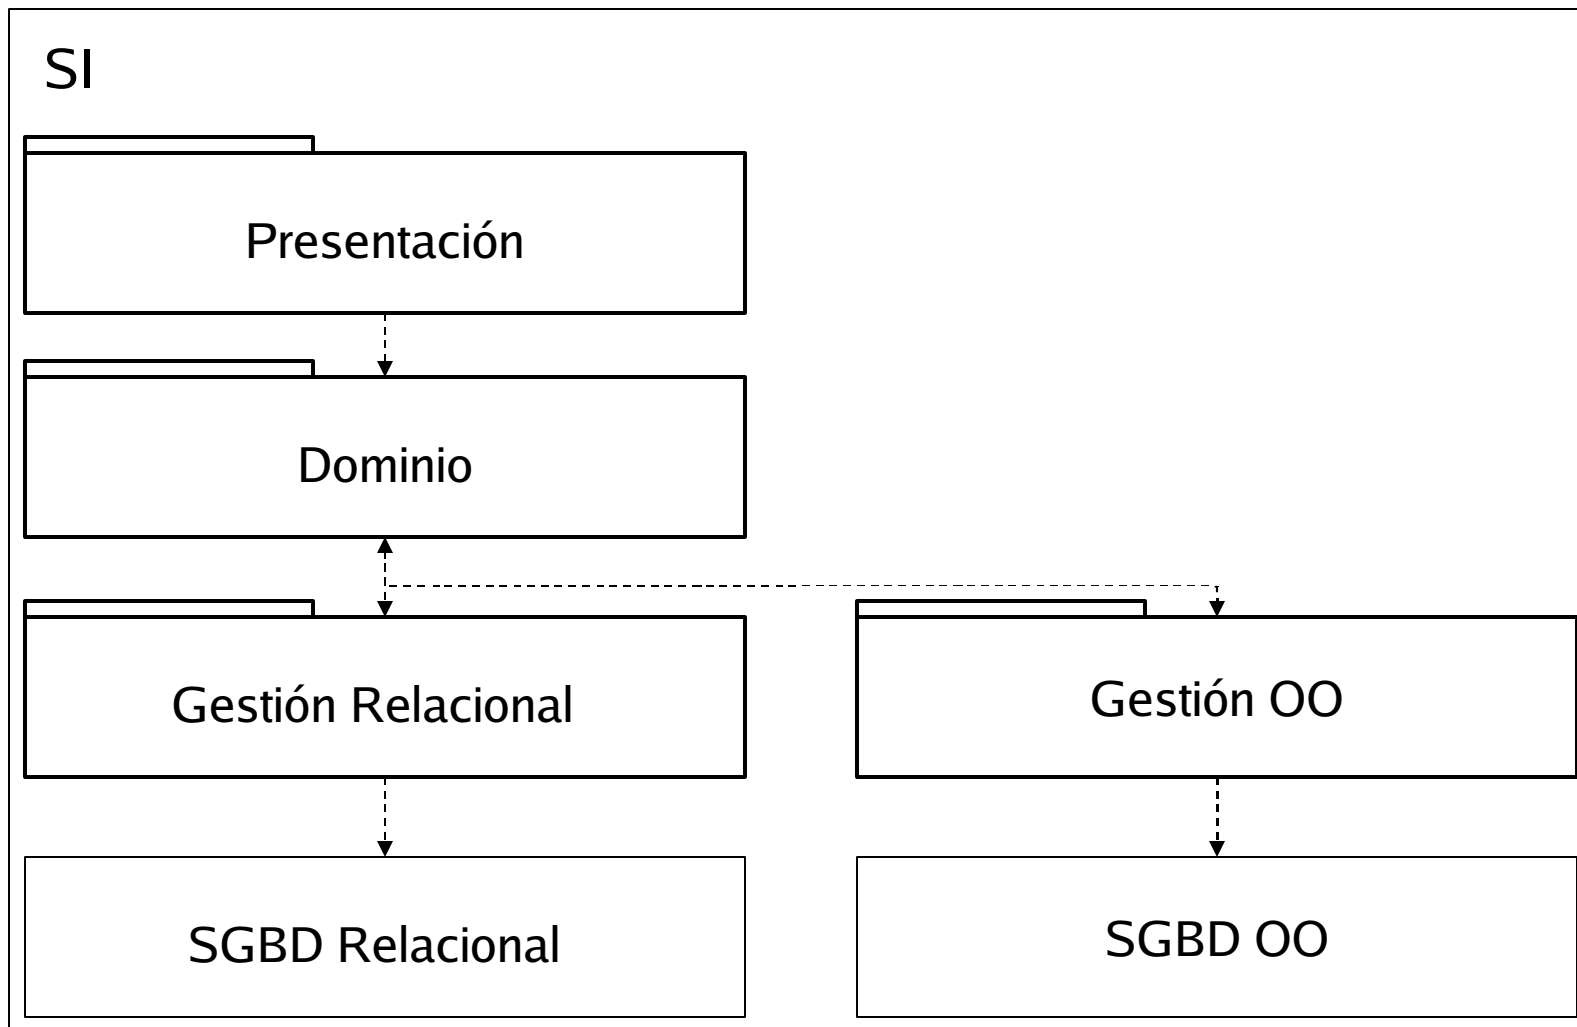 SI
Presentación
Dominio
Gestión Relacional
Gestión OO
SGBD Relacional
SGBD OO